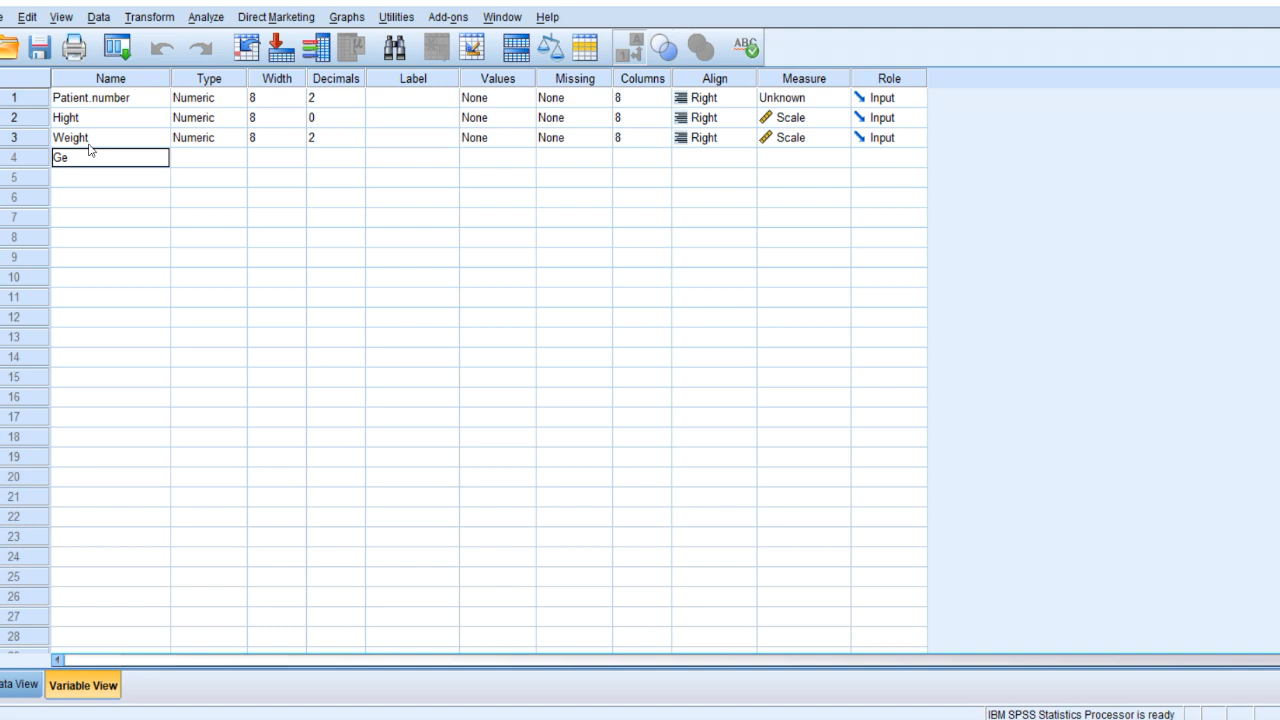 e Edit View Data Transform Analyze Direct Marketing Graphs Utilities Add-ons Window Help
A
1 4
ABC
Name Type Width Decimals Label Values Missing Columns Align Measure Role
1 Patient.number Numeric 8 2 None None 8 Right Unknown Input
2 Hight Numeric 8 0 None None 8 Right Scale Input
3 Weight Numeric 8 2 None None 8 Right Scale Input
4 Ge
5
6
7
8
9
10
11
12
13
14
15
16
17
18
19
20
21
22
23
24
25
26
27
28
ata View Variable View
IBM SPSS Statistics Processor is ready